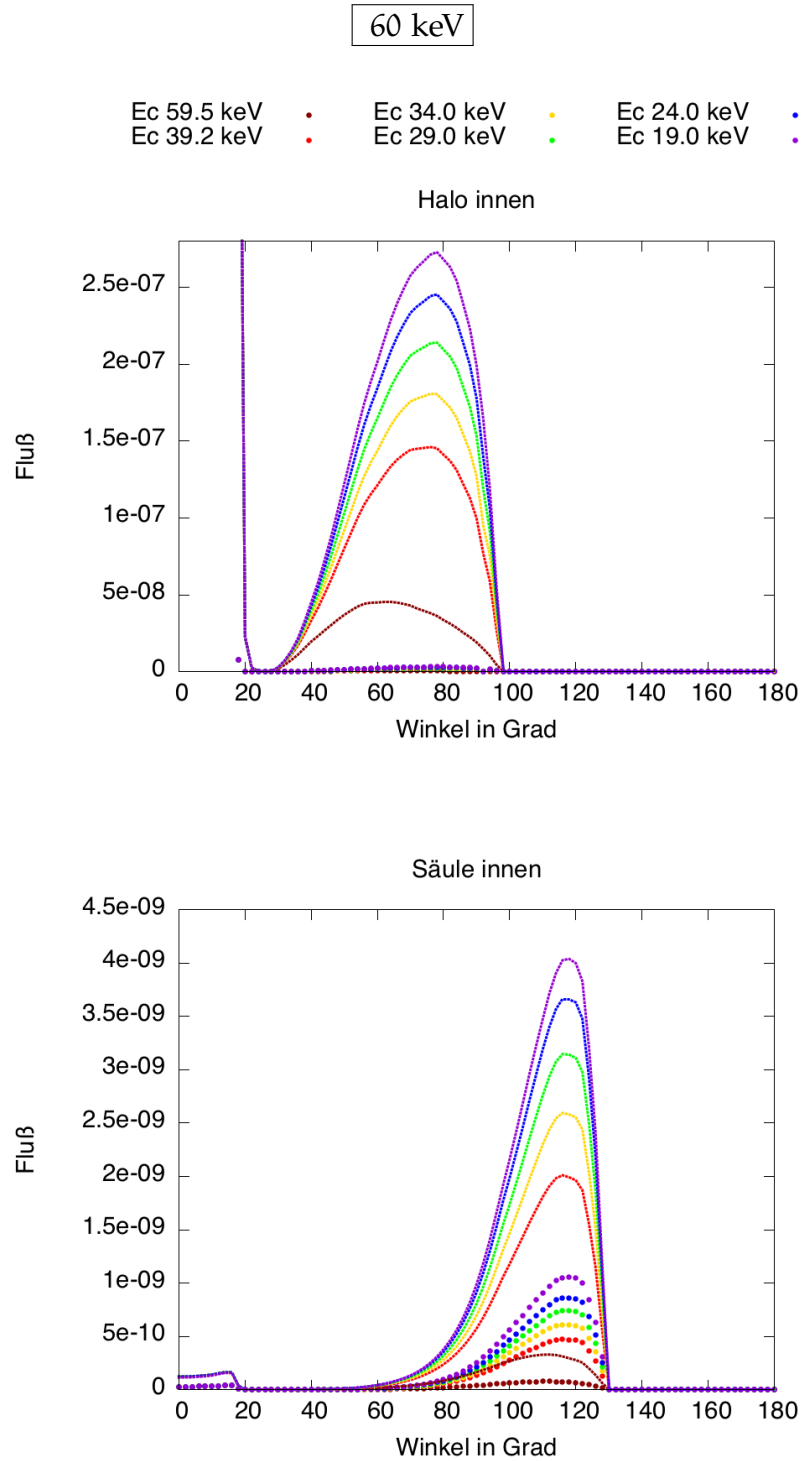 60 keV
Ec 59.5 keV Ec 34.0 keV Ec 24.0 keV
Ec 39.2 keV Ec 29.0 keV Ec 19.0 keV
Halo innen
2.5e-07
2e-07
1.5e-07
1e-07
5e-08
0
Fluß
0 20 40 60 80 100 120 140 160 180
Winkel in Grad
Säule innen
4.5e-09
4e-09
3.5e-09
3e-09
2.5e-09
2e-09
1.5e-09
1e-09
5e-10
0
Fluß
0 20 40 60 80 100 120 140 160 180
Winkel in Grad